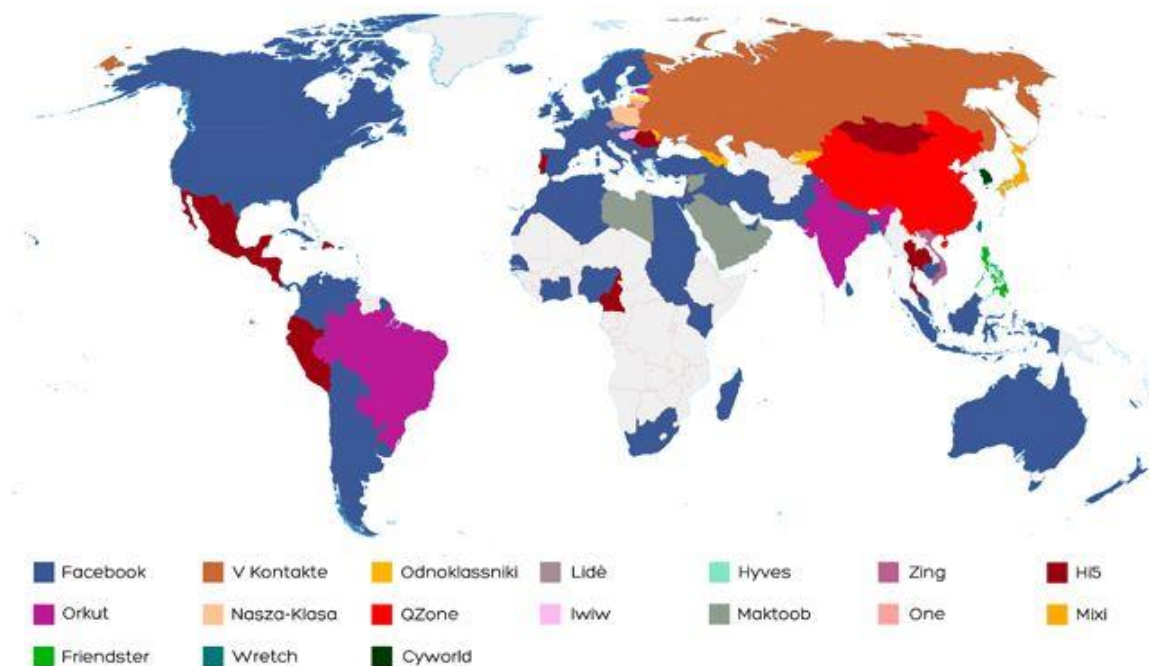 Facebook V Kontakte Odnoklassniki Lidè Hyves Zing Hi5
Orkut Nasza-Klasa QZone Iwiw Maktoob One Mixi
Friendster Wretch Cyworld